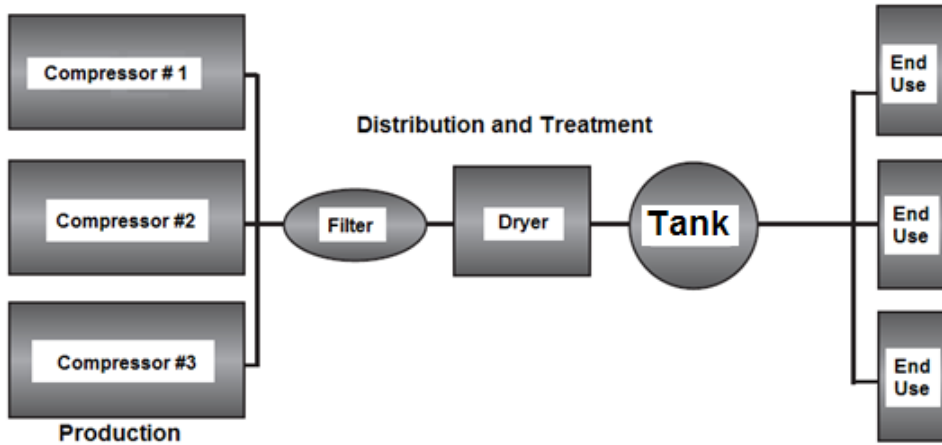 Compressor # 1
End
Use
Distribution and Treatment
Compressor #2
Filter
Dryer
Tank
End
Use
Compressor #3
End
Use
Production